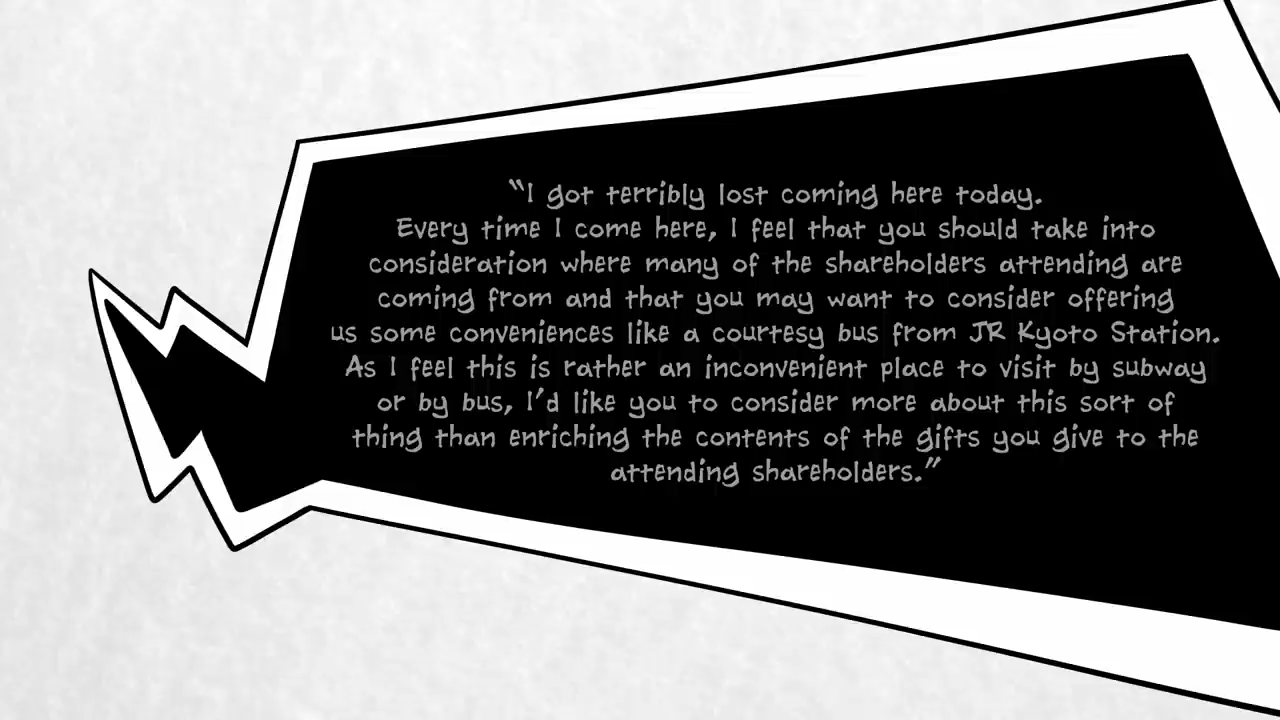 “I got terribly lost coming here today.
Every time I come here, I feel that you should take into
consideration where many of the shareholders attending are
coming from and that you may want to consider offering
us some conveniences like a courtesy bus from JR Kyoto Station.
As I feel this is rather an inconvenient place to visit by subway
or by bus, I'd like you to consider more about this sort of
thing than enriching the contents of the gifts you give to the
attending shareholders.”